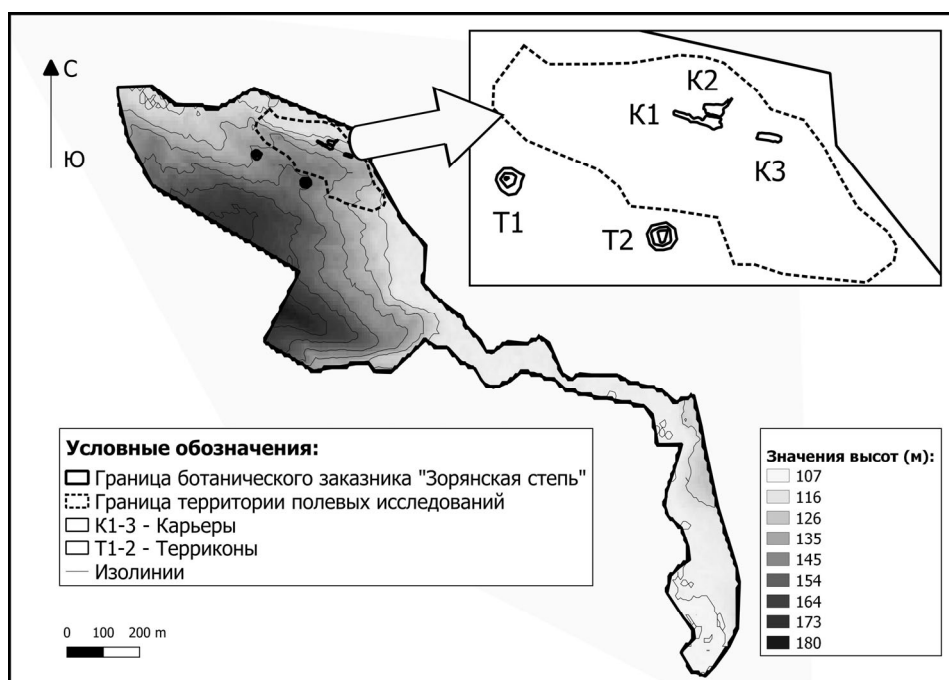 С
Ю
К2
К1
К3
Т1
Т2
Условные обозначения:
Граница ботанического заказника "Зорянская степь"
Граница территории полевых исследований
К1-3 - Карьеры
Т1-2 - Терриконы
Изолинии
0 100 200 m
Значения высот (м):
107
116
126
135
145
154
164
173
180